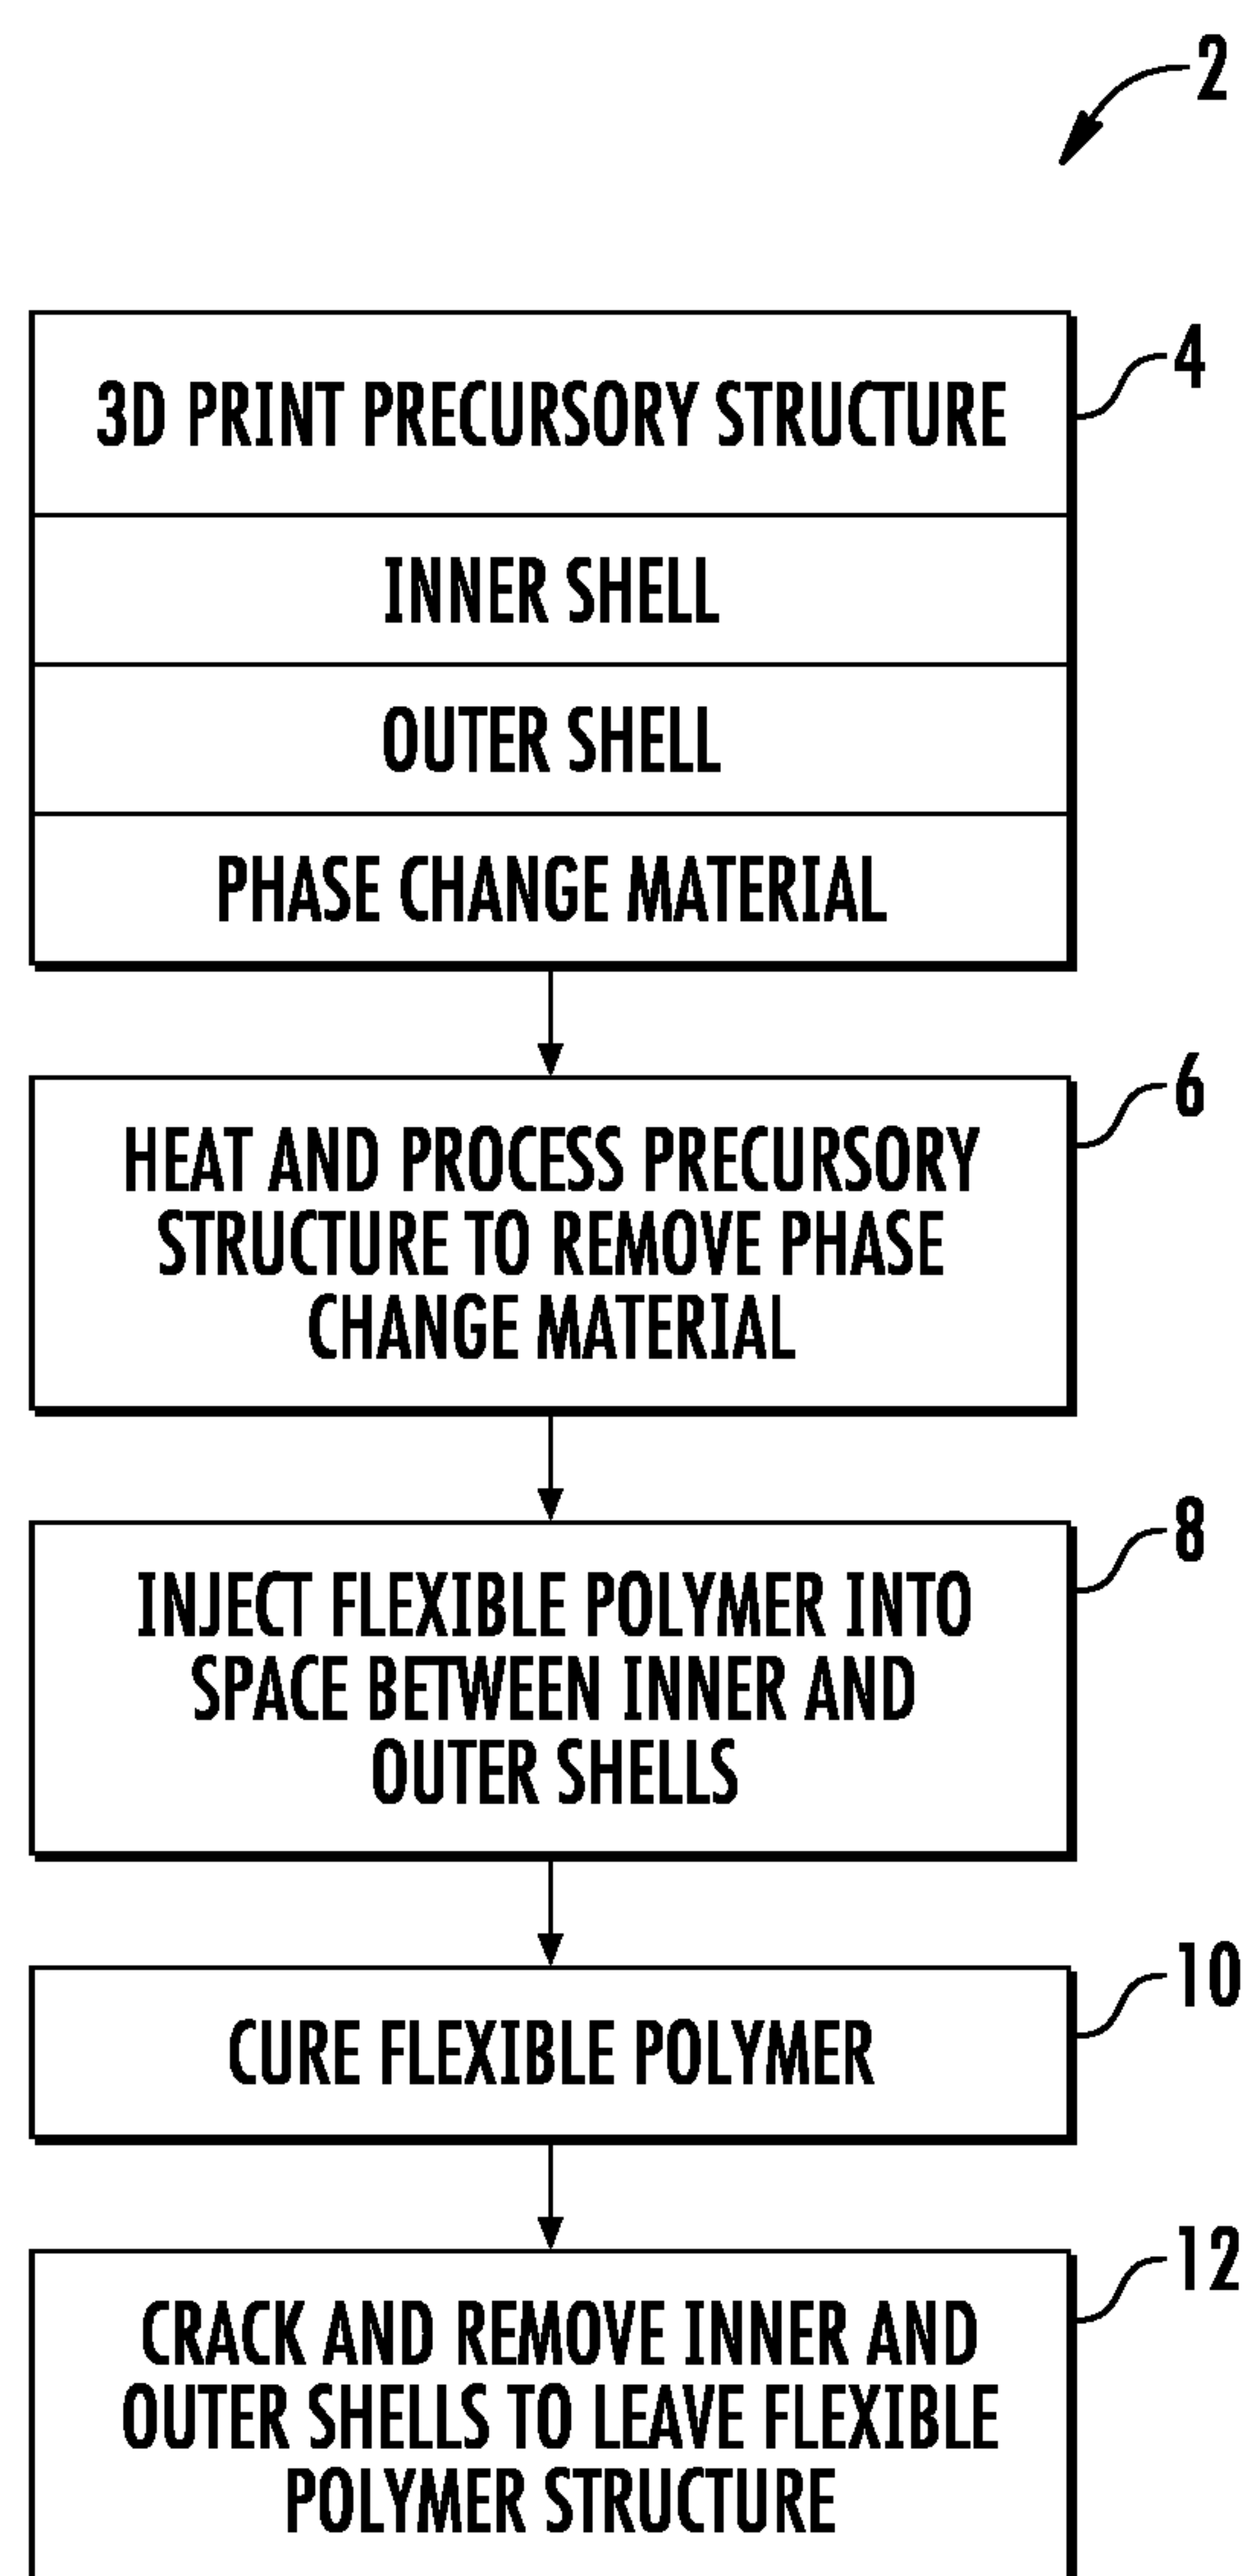 2
3D PRINT PRECURSORY STRUCTURE
4
INNER SHELL
OUTER SHELL
PHASE CHANGE MATERIAL
HEAT AND PROCESS PRECURSORY
STRUCTURE TO REMOVE PHASE
CHANGE MATERIAL
6
INJECT FLEXIBLE POLYMER INTO
SPACE BETWEEN INNER AND
OUTER SHELLS
8
CURE FLEXIBLE POLYMER
10
CRACK AND REMOVE INNER AND
OUTER SHELLS TO LEAVE FLEXIBLE
POLYMER STRUCTURE
12